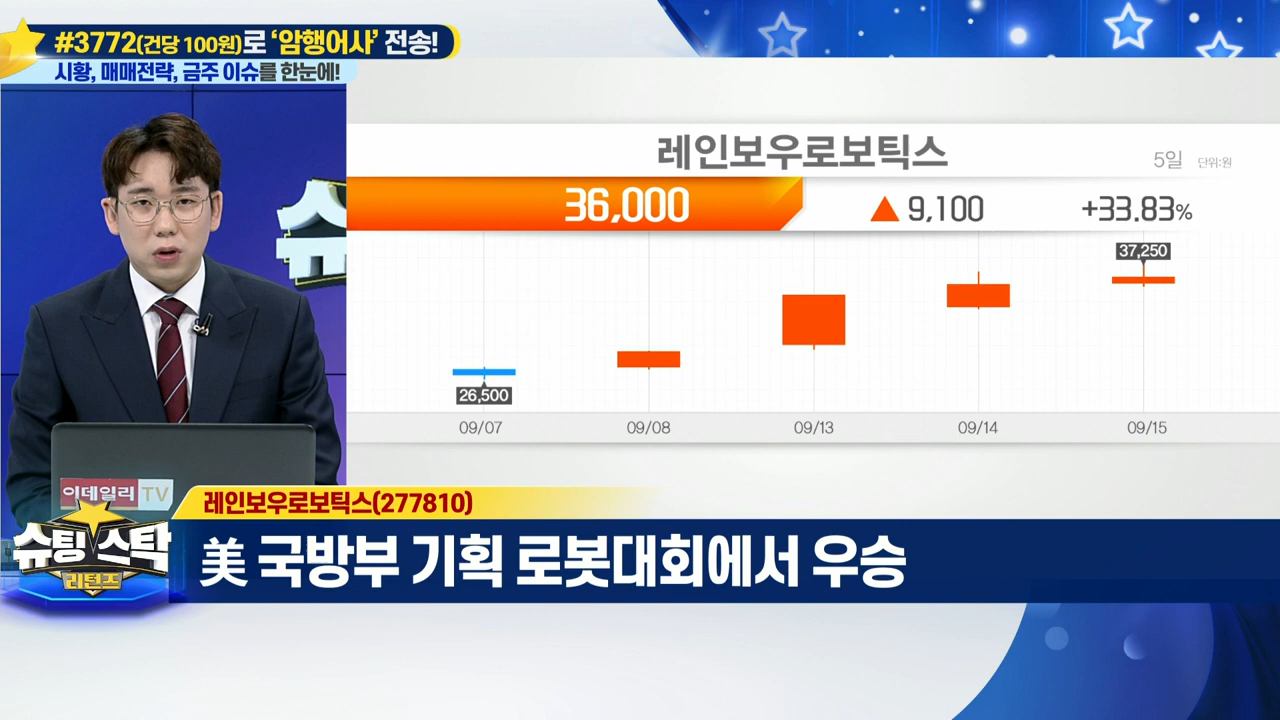 #3772(건당 100원)로 '암행어사' 전송!
시황, 매매전략, 금주 이슈를 한눈에!
레인보우로보틱스
5일 단위:원
36,000 ▲ 9,100 +33.83%
37,250
26,500
09/07 09/08 09/13 09/14 09/15
이데일리 TV
슈팅 스탁
리턴즈
레인보우로보틱스(277810)
美 국방부 기획 로봇대회에서 우승